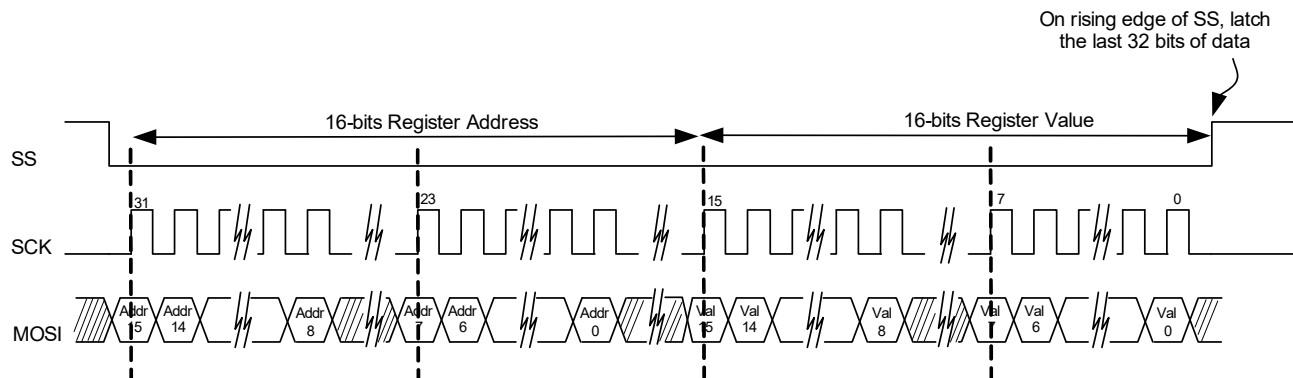 On rising edge of SS, latch
the last 32 bits of data
16-bits Register Address
16-bits Register Value
SS
31
23
15
7
0
SCK
MOSI
Addr
15
Addr
14
Addr
8
Addr
7
Addr
6
Addr
0
Val
15
Val
14
Val
8
Val
7
Val
6
Val
0